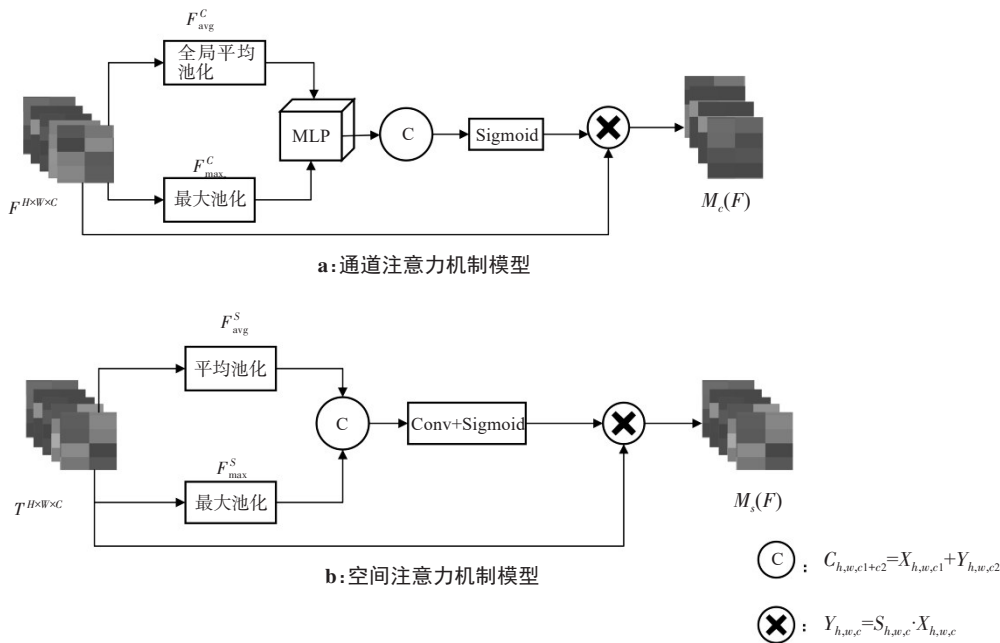 F^C_avg
全局平均
池化
MLP
C
Sigmoid
F^C_max
最大池化
F^{H×W×C}
M_c(F)
a:通道注意力机制模型
F^S_avg
平均池化
C
Conv+Sigmoid
F^S_max
最大池化
T^{H×W×C}
M_s(F)
b:空间注意力机制模型
C : C_{h,w,c1+c2}=X_{h,w,c1}+Y_{h,w,c2}
: Y_{h,w,c}=S_{h,w,c}·X_{h,w,c}